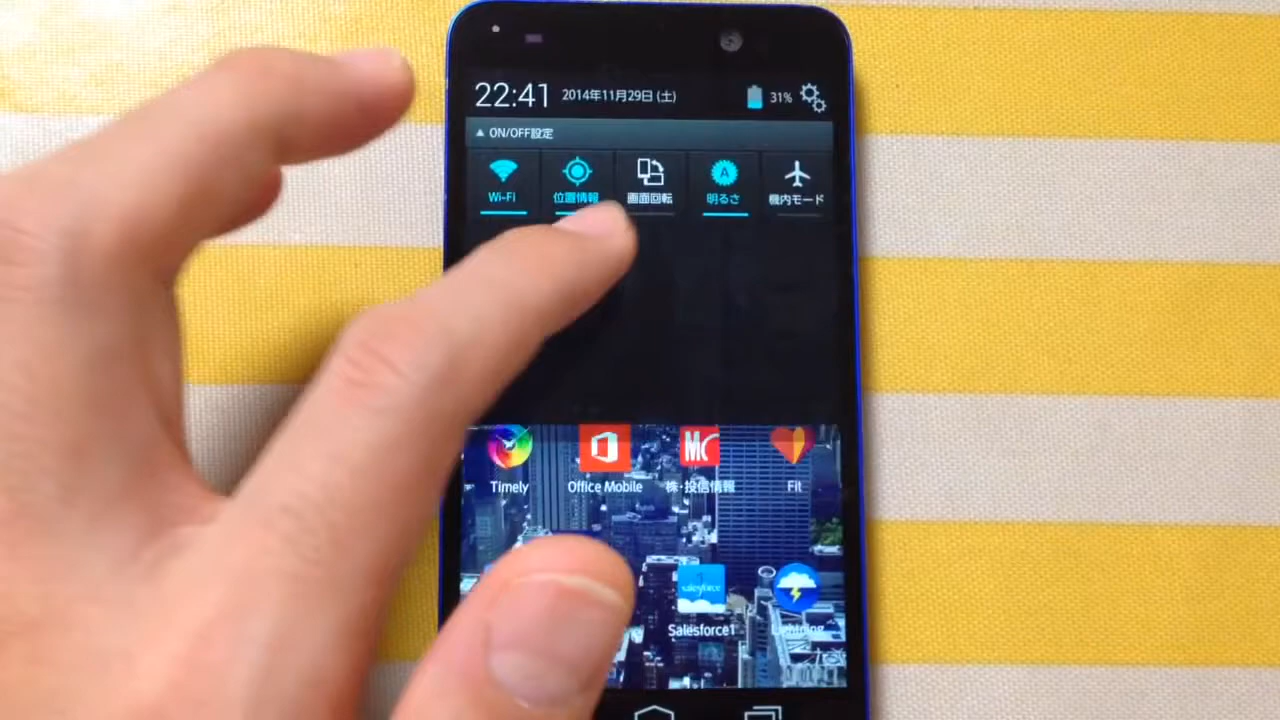 22:41 2014年11月29日 (土) 31%
ON/OFF設定
Wi-Fi 位置情報 画面回転 A 明るさ 機内モード
MC
Timely Office Mobile 株・投信情報 Fit
salesforce
Salesforce1 Lightning